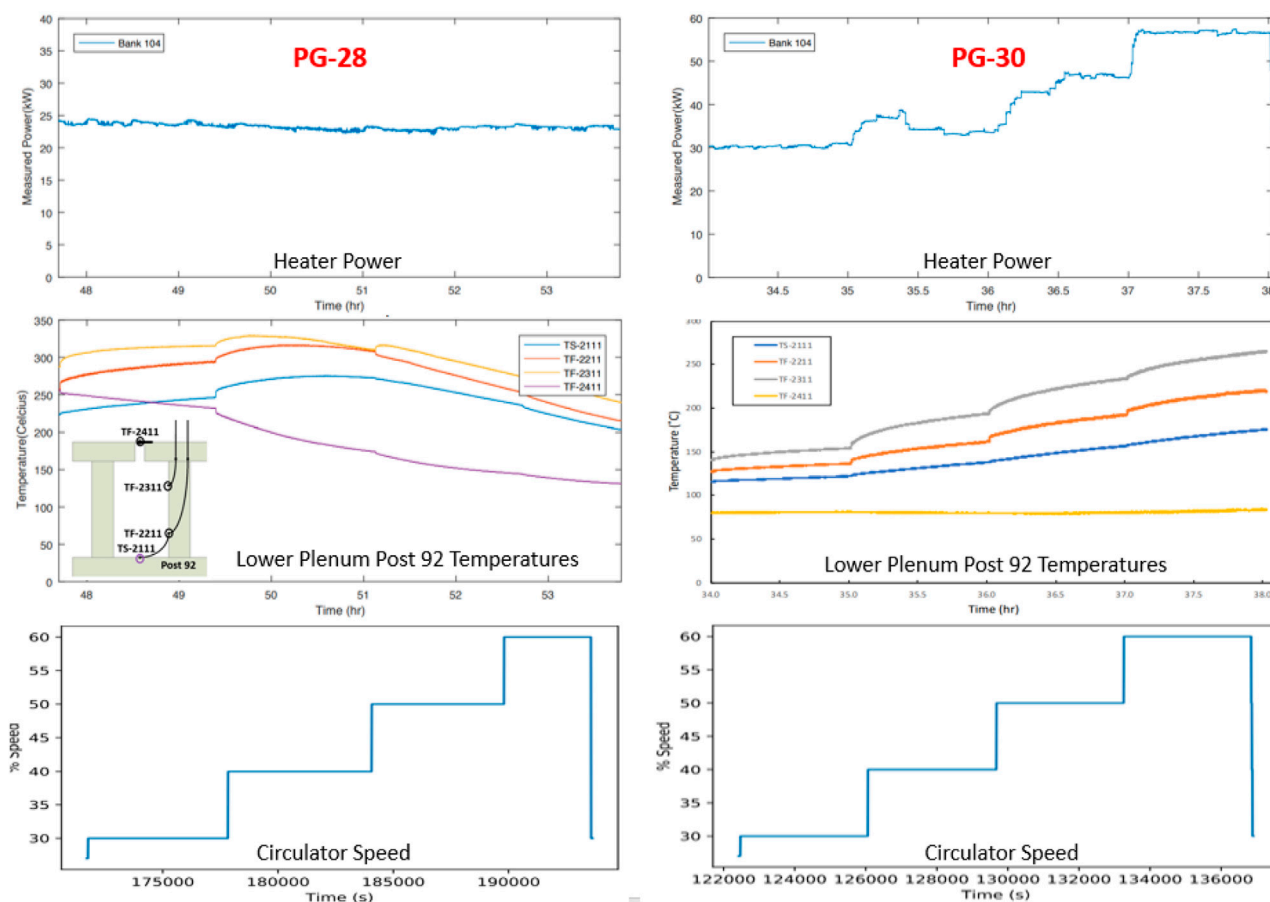 40
35
30
25
20
15
10
5
0
Measured Power(kW)
Bank 104
PG-28
Heater Power
48 49 50 51 52 53
Time (hr)
60
50
40
30
20
10
0
Measured Power(kW)
Bank 104
PG-30
Heater Power
34.5 35 35.5 36 36.5 37 37.5 38
Time (hr)
350
300
250
200
150
100
50
0
Temperature(Celcius)
TS-2111
TF-2211
TF-2311
TF-2411
TF-2411
TF-2311
TF-2211
TS-2111
Post 92
Lower Plenum Post 92 Temperatures
48 49 50 51 52 53
Time (hr)
300
250
200
150
100
50
0
Temperature (°C)
TS-2111
TF-2211
TF-2311
TF-2411
Lower Plenum Post 92 Temperatures
34.0 34.5 35.0 35.5 36.0 36.5 37.0 37.5 38.0
Time (hr)
60
55
50
45
40
35
30
% Speed
Circulator Speed
175000 180000 185000 190000
Time (s)
60
55
50
45
40
35
30
% Speed
Circulator Speed
122000 124000 126000 128000 130000 132000 134000 136000
Time (s)